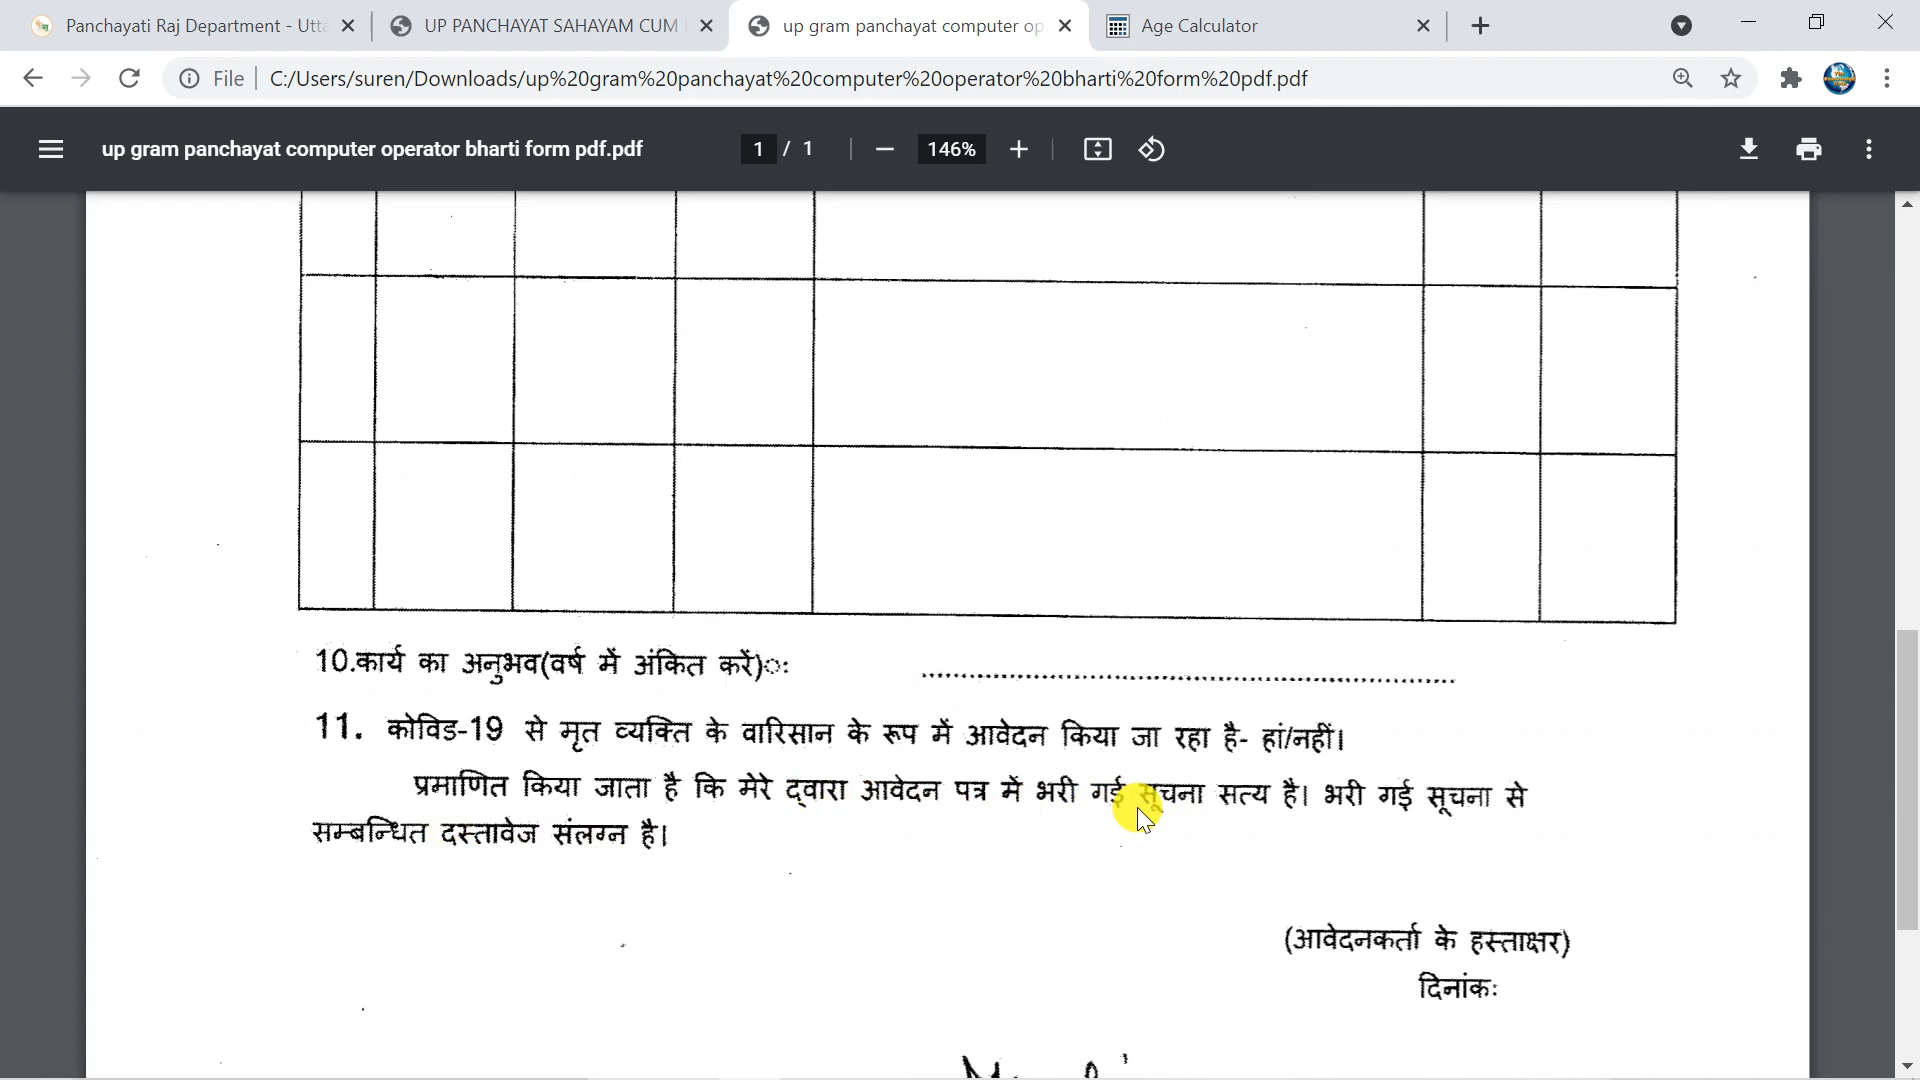 Panchayati Raj Department - Utta
UP PANCHAYAT SAHAYAM CUM
up gram panchayat computer op
Age Calculator
File
C:/Users/suren/Downloads/up%20gram%20panchayat%20computer%20operator%20bharti%20form%20pdf.pdf
up gram panchayat computer operator bharti form pdf.pdf
1 / 1
146%
10.कार्य का अनुभव(वर्ष में अंकित करें)ः ............................................................
11. कोविड-19 से मृत व्यक्ति के वारिसान के रूप में आवेदन किया जा रहा है- हां/नहीं।
प्रमाणित किया जाता है कि मेरे द्वारा आवेदन पत्र में भरी गई सूचना सत्य है। भरी गई सूचना से
सम्बन्धित दस्तावेज संलग्न है।
(आवेदनकर्ता के हस्ताक्षर)
दिनांकः